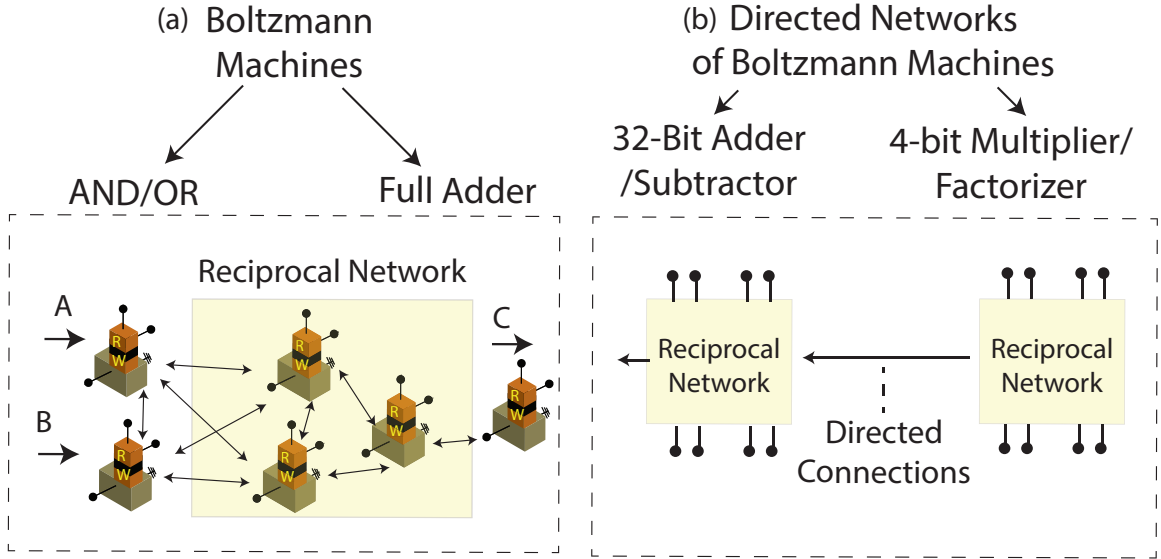 (a) Boltzmann
Machines
AND/OR
Full Adder
Reciprocal Network
A
B
C
R
W
R
W
R
W
R
W
R
W
R
W
(b) Directed Networks
of Boltzmann Machines
32-Bit Adder
/Subtractor
4-bit Multiplier/
Factorizer
Reciprocal
Network
Reciprocal
Network
Directed
Connections